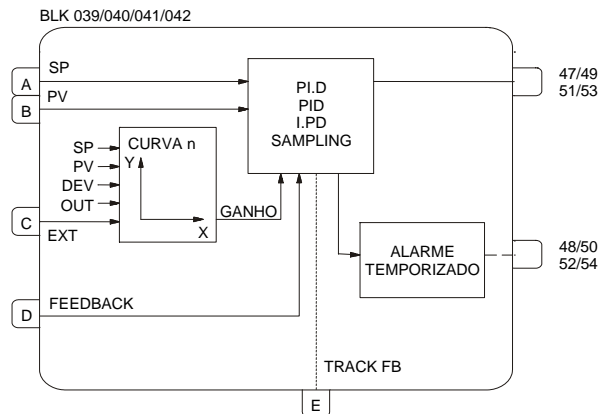 BLK 039/040/041/042
SP
A
PV
B
PI.D
PID
I.PD
SAMPLING
47/49
51/53
CURVA n
SP
PV
DEV
OUT
Y
X
GANHO
C
EXT
ALARME
TEMPORIZADO
48/50
52/54
FEEDBACK
D
TRACK FB
E